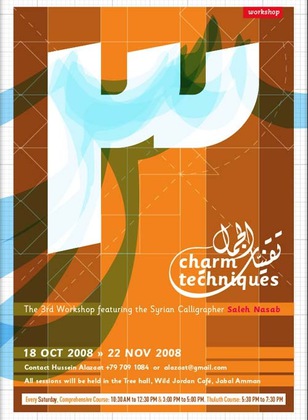 workshop
٣
تقنيات الجمال
charm
techniques
The 3rd Workshop featuring the Syrian Calligrapher Saleh Nasab
18 OCT 2008 » 22 NOV 2008
Contact Hussein Alazaat +79 709 1084 or alazaat@gmail.com
All sessions will be held in the Tree hall, Wild Jordan Café, Jabal Amman
Every Saturday, Comprehensive Course: 10:30 AM to 12:30 PM & 3:00 PM to 5:00 PM. Thuluth Course: 5:30 PM to 7:30 PM